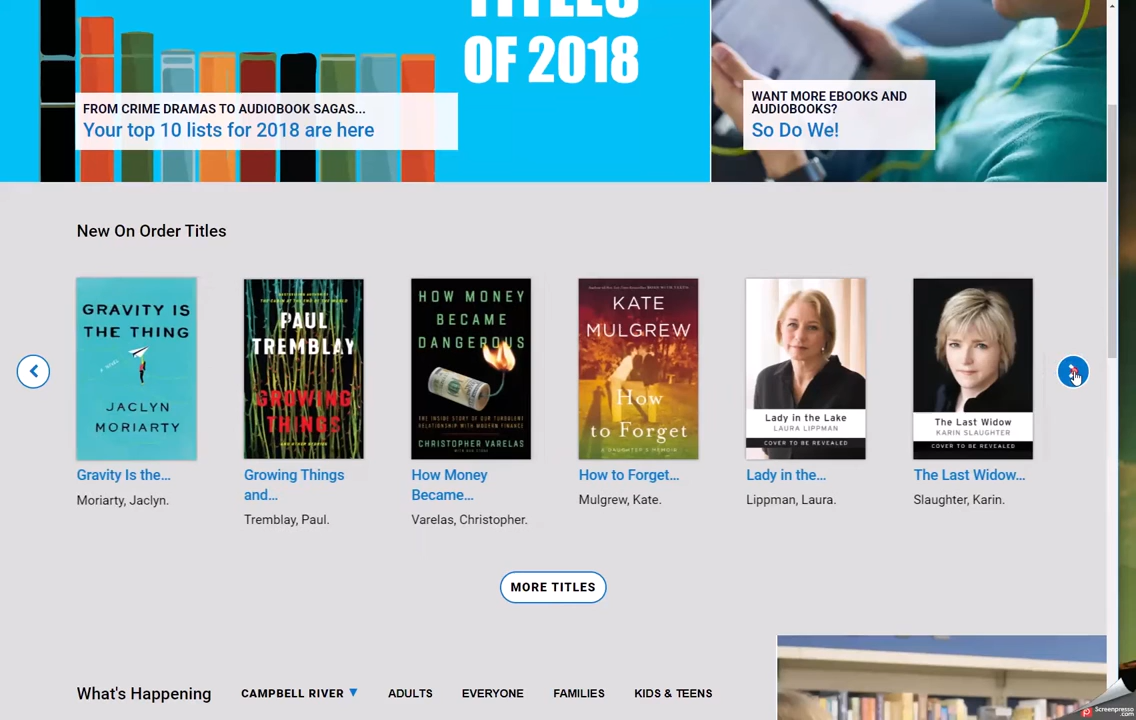 TITLES
OF 2018
FROM CRIME DRAMAS TO AUDIOBOOK SAGAS...
Your top 10 lists for 2018 are here
WANT MORE EBOOKS AND
AUDIOBOOKS?
So Do We!
New On Order Titles
GRAVITY IS
THE THING
A NOVEL
JACLYN
MORIARTY
PAUL
TREMBLAY
GROWING
THINGS
HOW MONEY
BECAME
DANGEROUS
THE INSIDE STORY OF OUR TURBULENT
RELATIONSHIP WITH MODERN FINANCE
CHRISTOPHER VARELAS
KATE
MULGREW
How
to Forget
A DAUGHTER'S MEMOIR
Lady in the Lake
LAURA LIPPMAN
COVER TO BE REVEALED
The Last Widow
KARIN SLAUGHTER
COVER TO BE REVEALED
Gravity Is the...
Moriarty, Jaclyn.
Growing Things
and...
Tremblay, Paul.
How Money
Became...
Varelas, Christopher.
How to Forget...
Mulgrew, Kate.
Lady in the...
Lippman, Laura.
The Last Widow...
Slaughter, Karin.
MORE TITLES
What's Happening
CAMPBELL RIVER
ADULTS
EVERYONE
FAMILIES
KIDS & TEENS
Screenpresso
.com